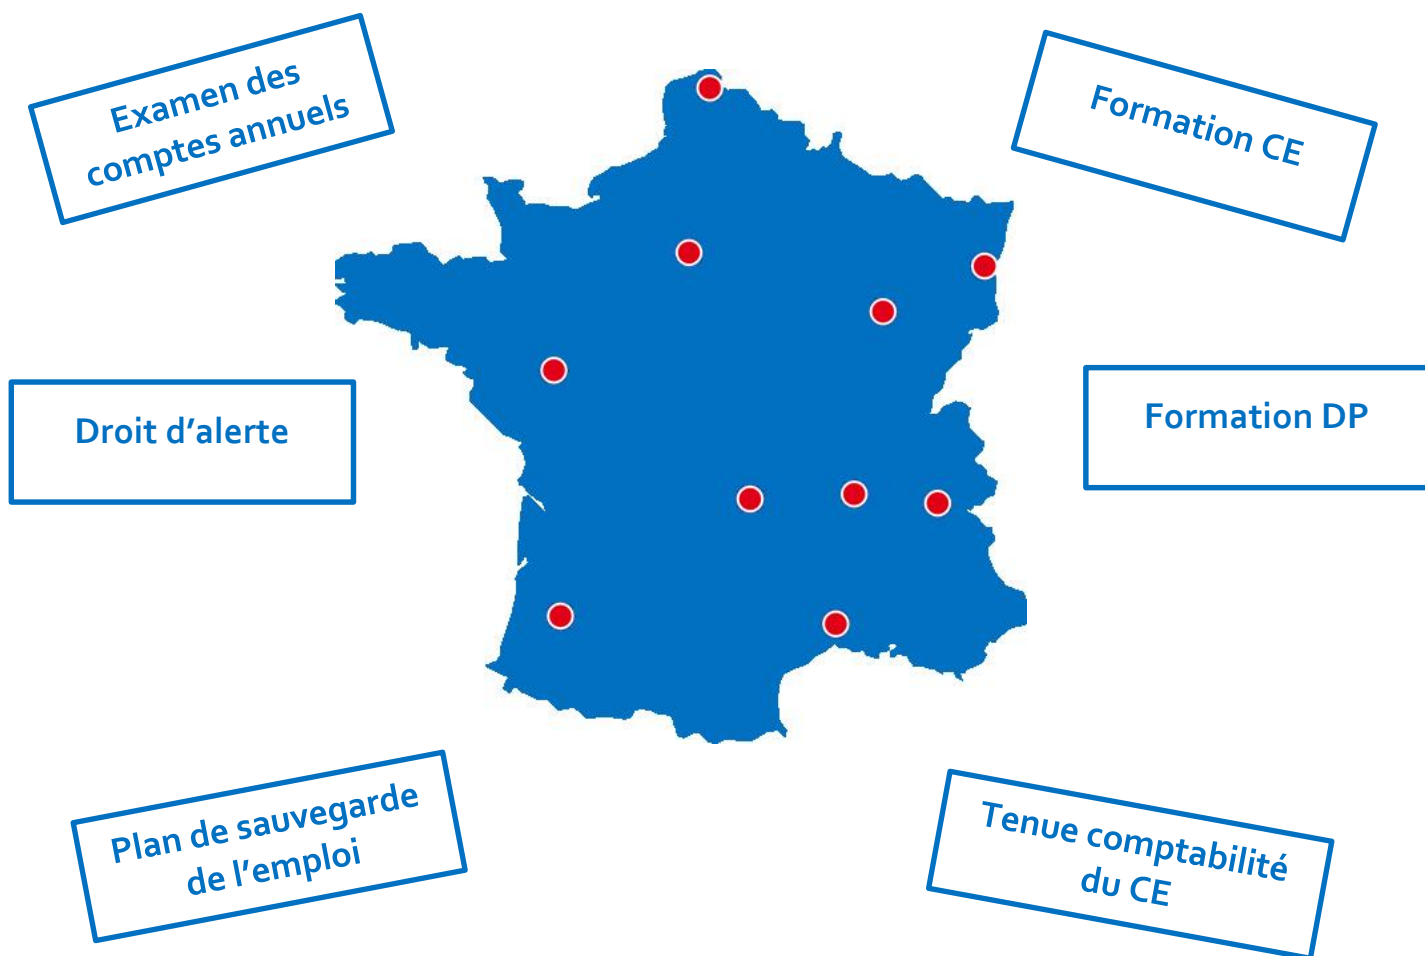 Examen des
comptes annuels
Formation CE
Droit d’alerte
Formation DP
Plan de sauvegarde
de l’emploi
Tenue comptabilité
du CE